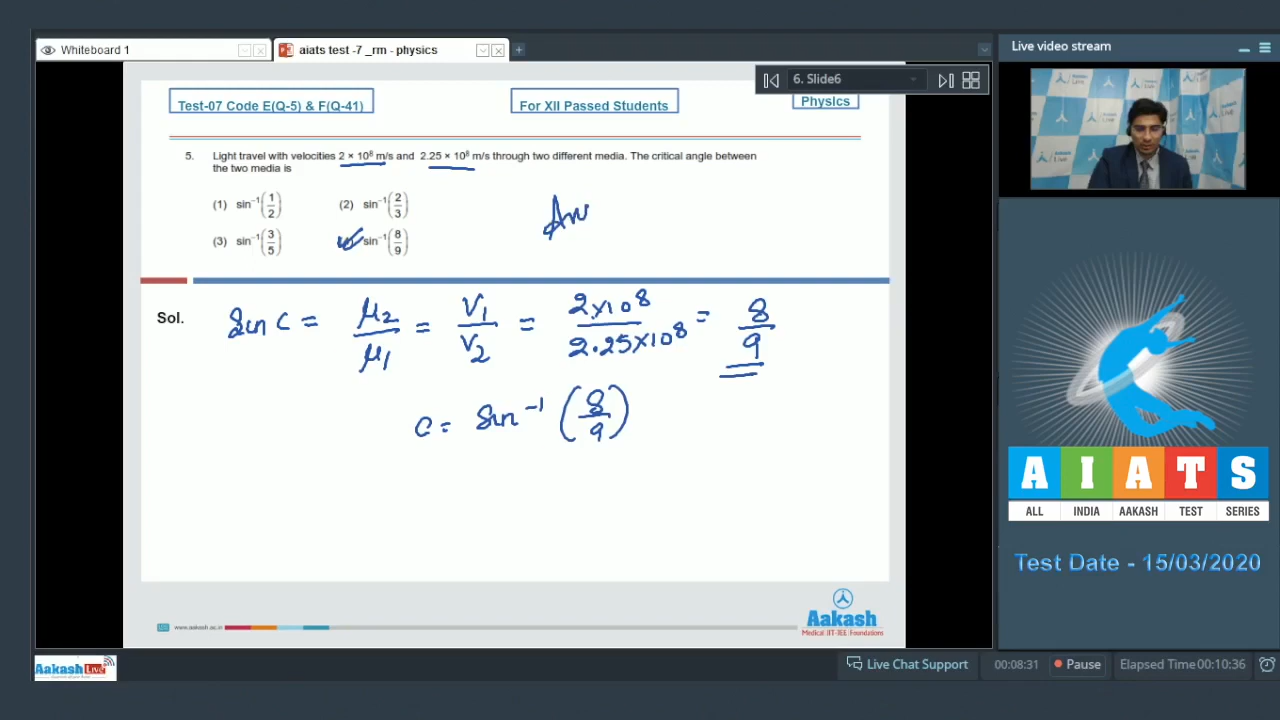 Whiteboard 1
aiats test -7 _rm - physics
Live video stream
6. Slide6
Test-07 Code E(Q-5) & F(Q-41)
For XII Passed Students
Physics
5. Light travel with velocities 2 × 10⁸ m/s and 2.25 × 10⁸ m/s through two different media. The critical angle between
the two media is
(1) sin⁻¹(1/2) (2) sin⁻¹(2/3)
(3) sin⁻¹(3/5) sin⁻¹(8/9)
Ans
Sol. Sin C = μ₂/μ₁ = V₁/V₂ = 2×10⁸/2.25×10⁸ = 8/9
C = Sin⁻¹(8/9)
www.aakash.ac.in
Aakash
Medical|IIT-JEE|Foundations
A I A T S
ALL INDIA AAKASH TEST SERIES
Test Date - 15/03/2020
Aakash Live
Live Chat Support
00:08:31
Pause
Elapsed Time 00:10:36